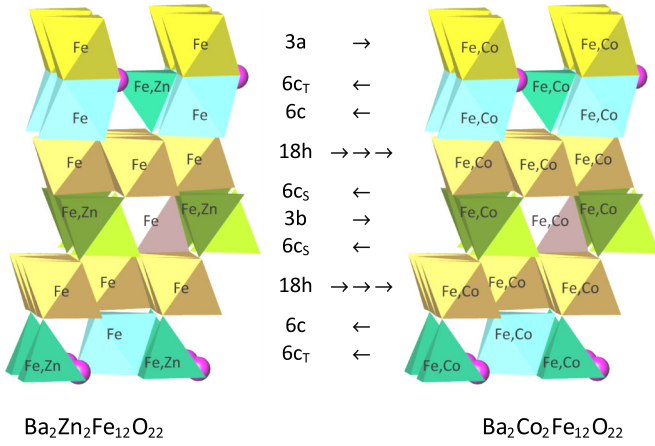 Fe Fe 3a → Fe,Co Fe,Co
Fe,Zn 6cT ← Fe,Co
Fe Fe 6c ← Fe,Co Fe,Co
Fe Fe Fe 18h →→→ Fe,Co Fe,Co Fe,Co
Fe,Zn Fe Fe,Zn 6cS ← Fe,Co Fe,Co Fe,Co
3b →
6cS ←
Fe Fe Fe 18h →→→ Fe,Co Fe,Co Fe,Co
Fe 6c ← Fe,Co
Fe,Zn Fe,Zn 6cT ← Fe,Co Fe,Co
Ba₂Zn₂Fe₁₂O₂₂ Ba₂Co₂Fe₁₂O₂₂